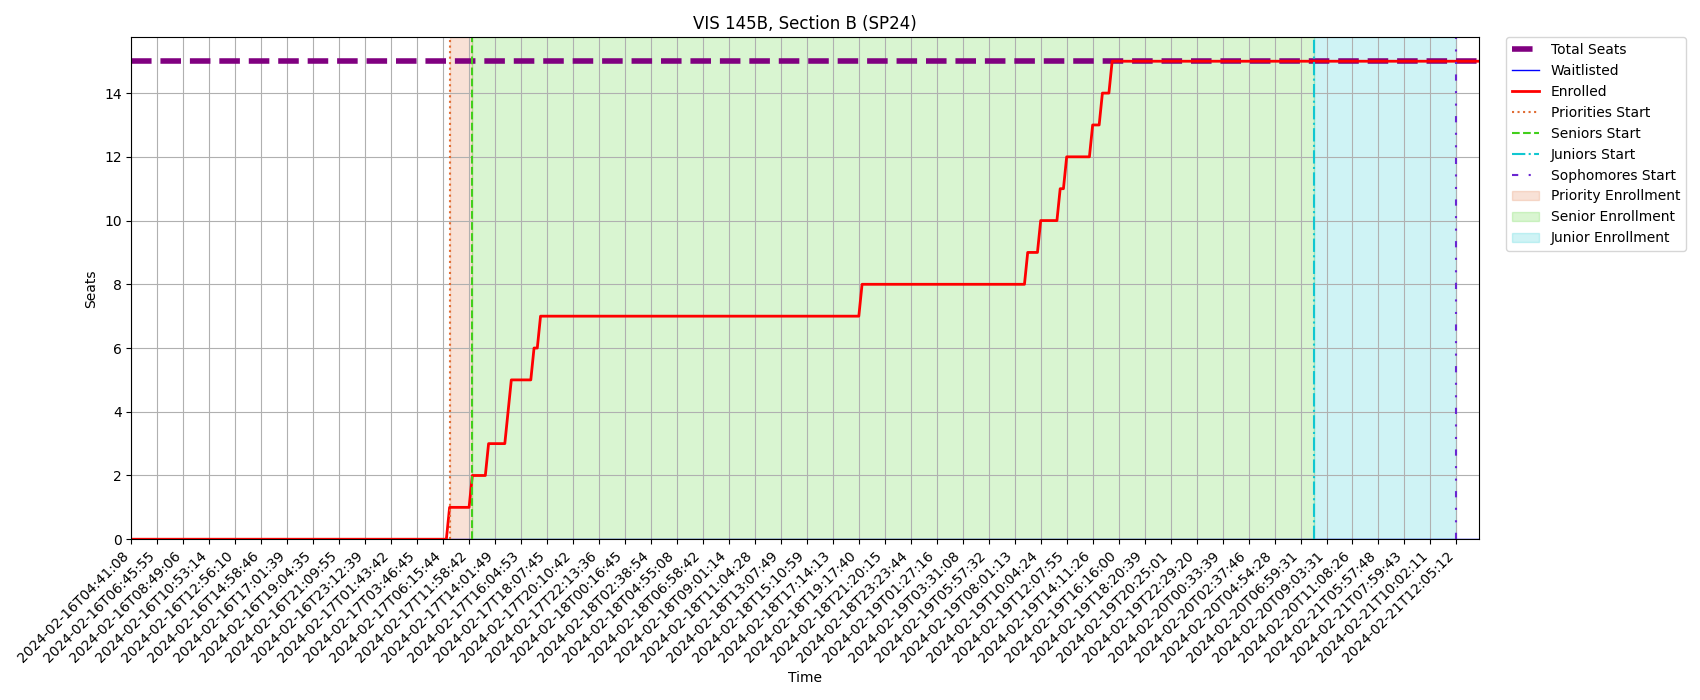 VIS 145B, Section B (SP24)
Total Seats
Waitlisted
Enrolled
Priorities Start
Seniors Start
Juniors Start
Sophomores Start
Priority Enrollment
Senior Enrollment
Junior Enrollment
Seats
14
12
10
8
6
4
2
0
2024-02-16T04:41:08
2024-02-16T06:45:55
2024-02-16T08:49:06
2024-02-16T10:53:14
2024-02-16T12:56:10
2024-02-16T14:58:46
2024-02-16T17:01:39
2024-02-16T19:04:35
2024-02-16T21:09:55
2024-02-16T23:12:39
2024-02-17T01:43:42
2024-02-17T03:46:45
2024-02-17T06:15:44
2024-02-17T11:58:42
2024-02-17T14:01:49
2024-02-17T16:04:53
2024-02-17T18:07:45
2024-02-17T20:10:42
2024-02-17T22:13:36
2024-02-18T00:16:45
2024-02-18T02:38:54
2024-02-18T04:55:08
2024-02-18T06:58:42
2024-02-18T09:01:14
2024-02-18T11:04:28
2024-02-18T13:07:49
2024-02-18T15:10:59
2024-02-18T17:14:13
2024-02-18T19:17:40
2024-02-18T21:20:15
2024-02-18T23:23:44
2024-02-19T01:27:16
2024-02-19T03:31:08
2024-02-19T05:57:32
2024-02-19T08:01:13
2024-02-19T10:04:24
2024-02-19T12:07:55
2024-02-19T14:11:26
2024-02-19T16:16:00
2024-02-19T18:20:39
2024-02-19T20:25:01
2024-02-19T22:29:20
2024-02-20T00:33:39
2024-02-20T02:37:46
2024-02-20T04:54:28
2024-02-20T06:59:31
2024-02-20T09:03:31
2024-02-20T11:08:26
2024-02-21T05:57:48
2024-02-21T07:59:43
2024-02-21T10:02:11
2024-02-21T12:05:12
Time